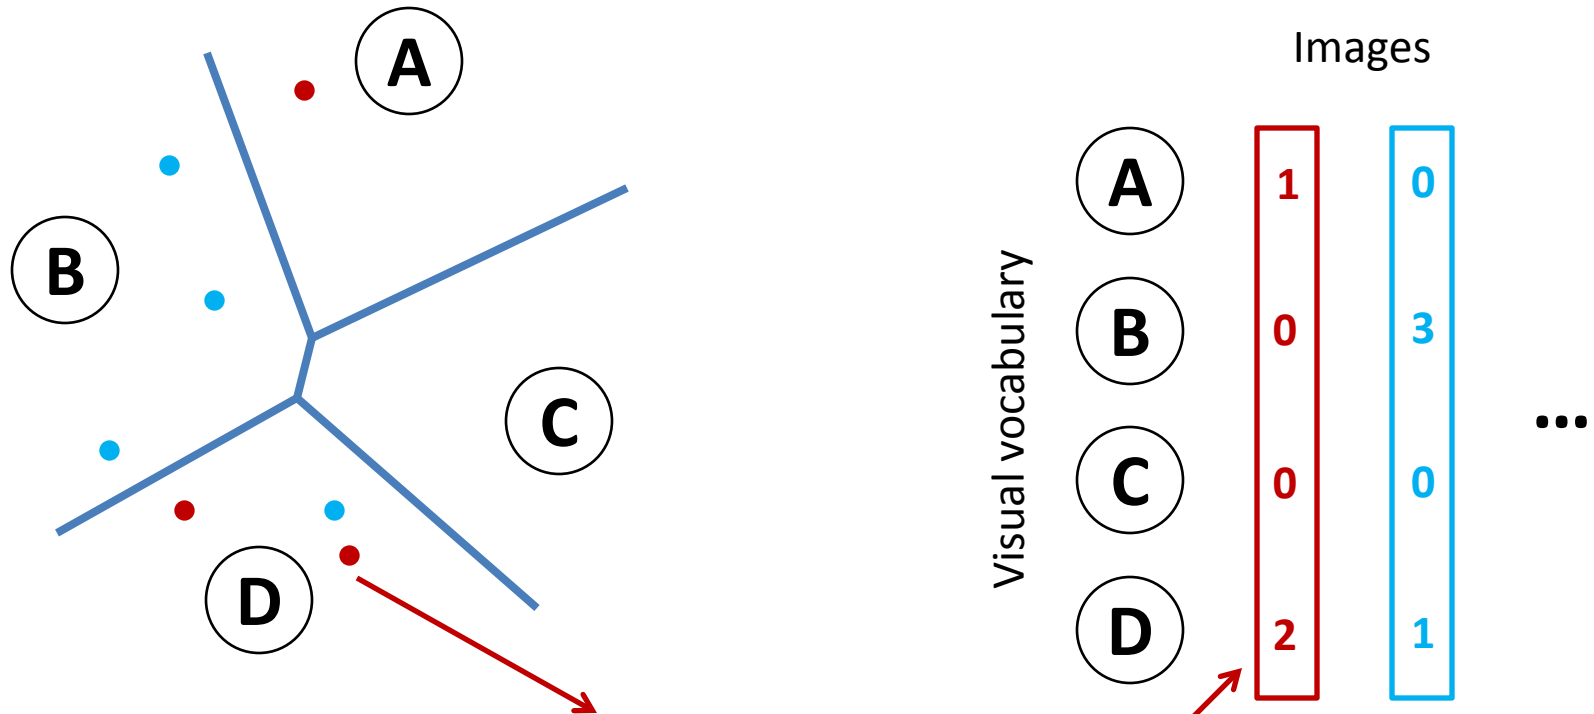 A
B
C
D
Images
Visual vocabulary
A 1 0
B 0 3
C 0 0 ...
D 2 1